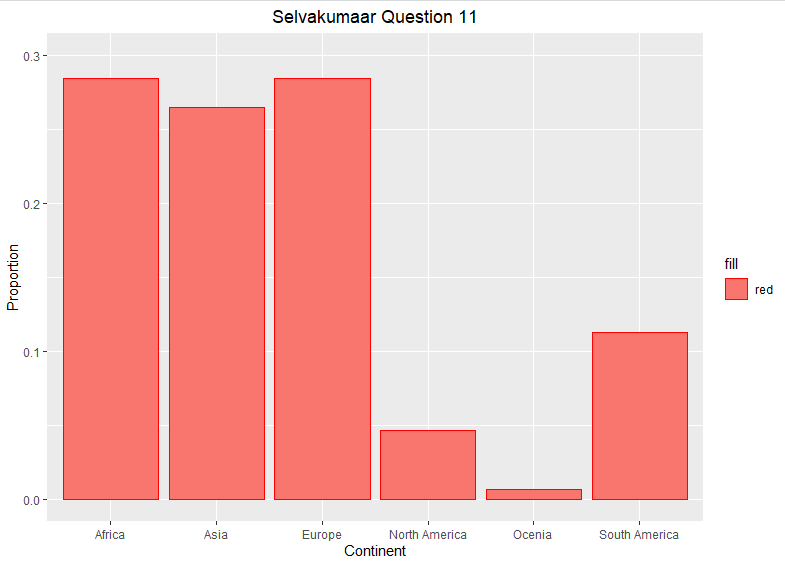 Selvakumaar Question 11
0.3
0.2
0.1
0.0
Proportion
Africa Asia Europe North America Ocenia South America
Continent
fill
red